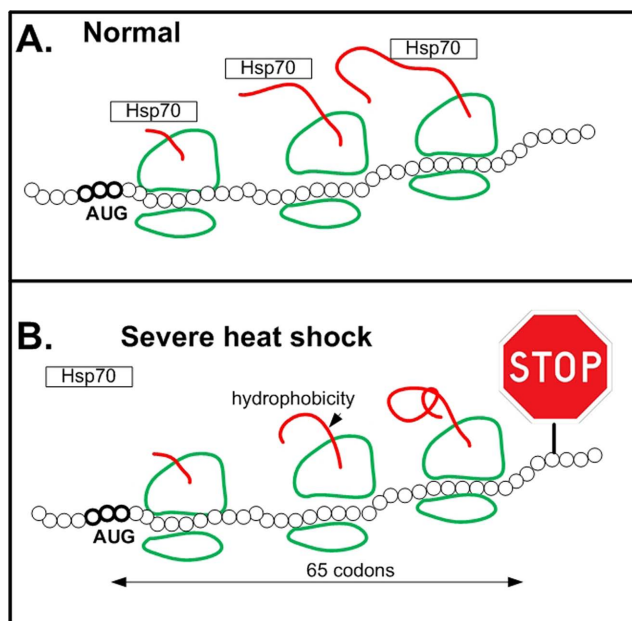 A. Normal
Hsp70
Hsp70
Hsp70
AUG
B. Severe heat shock
Hsp70
hydrophobicity
STOP
AUG
65 codons